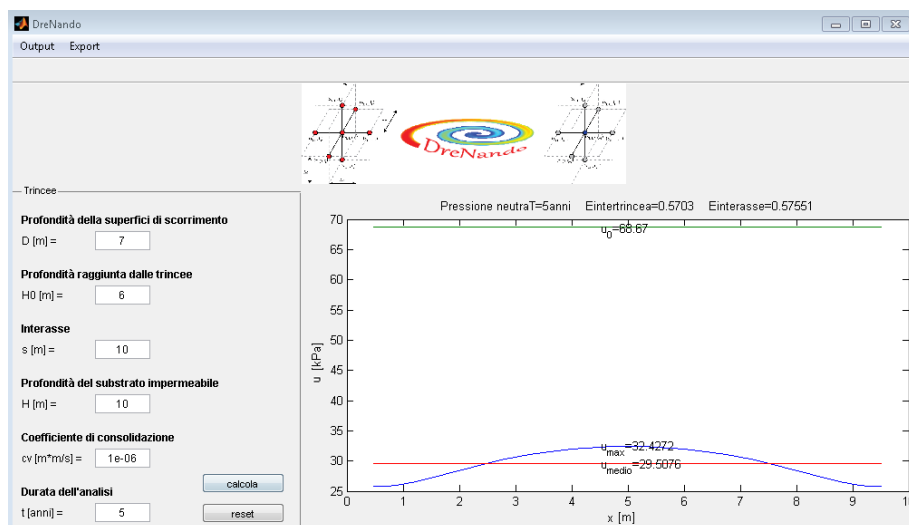 DreNando
Output Export
DreNando
Trincee
Profondità della superfici di scorrimento
D [m] = 7
Profondità raggiunta dalle trincee
H0 [m] = 6
Interasse
s [m] = 10
Profondità del substrato impermeabile
H [m] = 10
Coefficiente di consolidazione
cv [m*m/s] = 1e-06
calcola
Durata dell'analisi
t [anni] = 5
reset
Pressione neutraT=5anni Eintertrincea=0.5703 Einterasse=0.57551
70
65
60
55
50
45
40
35
30
25
u [kPa]
u0=68.67
umax=32.4272
umedio=29.5076
0 1 2 3 4 5 6 7 8 9 10
x [m]